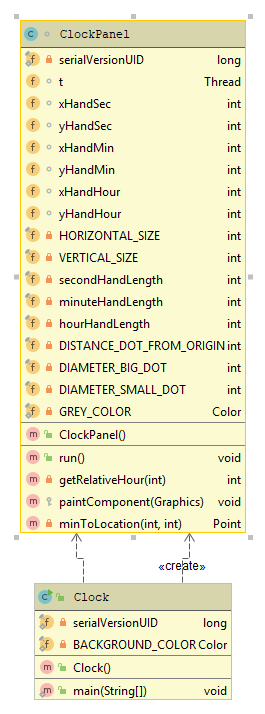 ClockPanel
serialVersionUID long
t Thread
xHandSec int
yHandSec int
xHandMin int
yHandMin int
xHandHour int
yHandHour int
HORIZONTAL_SIZE int
VERTICAL_SIZE int
secondHandLength int
minuteHandLength int
hourHandLength int
DISTANCE_DOT_FROM_ORIGIN int
DIAMETER_BIG_DOT int
DIAMETER_SMALL_DOT int
GREY_COLOR Color
ClockPanel()
run() void
getRelativeHour(int) int
paintComponent(Graphics) void
minToLocation(int, int) Point
«create»
Clock
serialVersionUID long
BACKGROUND_COLOR Color
Clock()
main(String[]) void